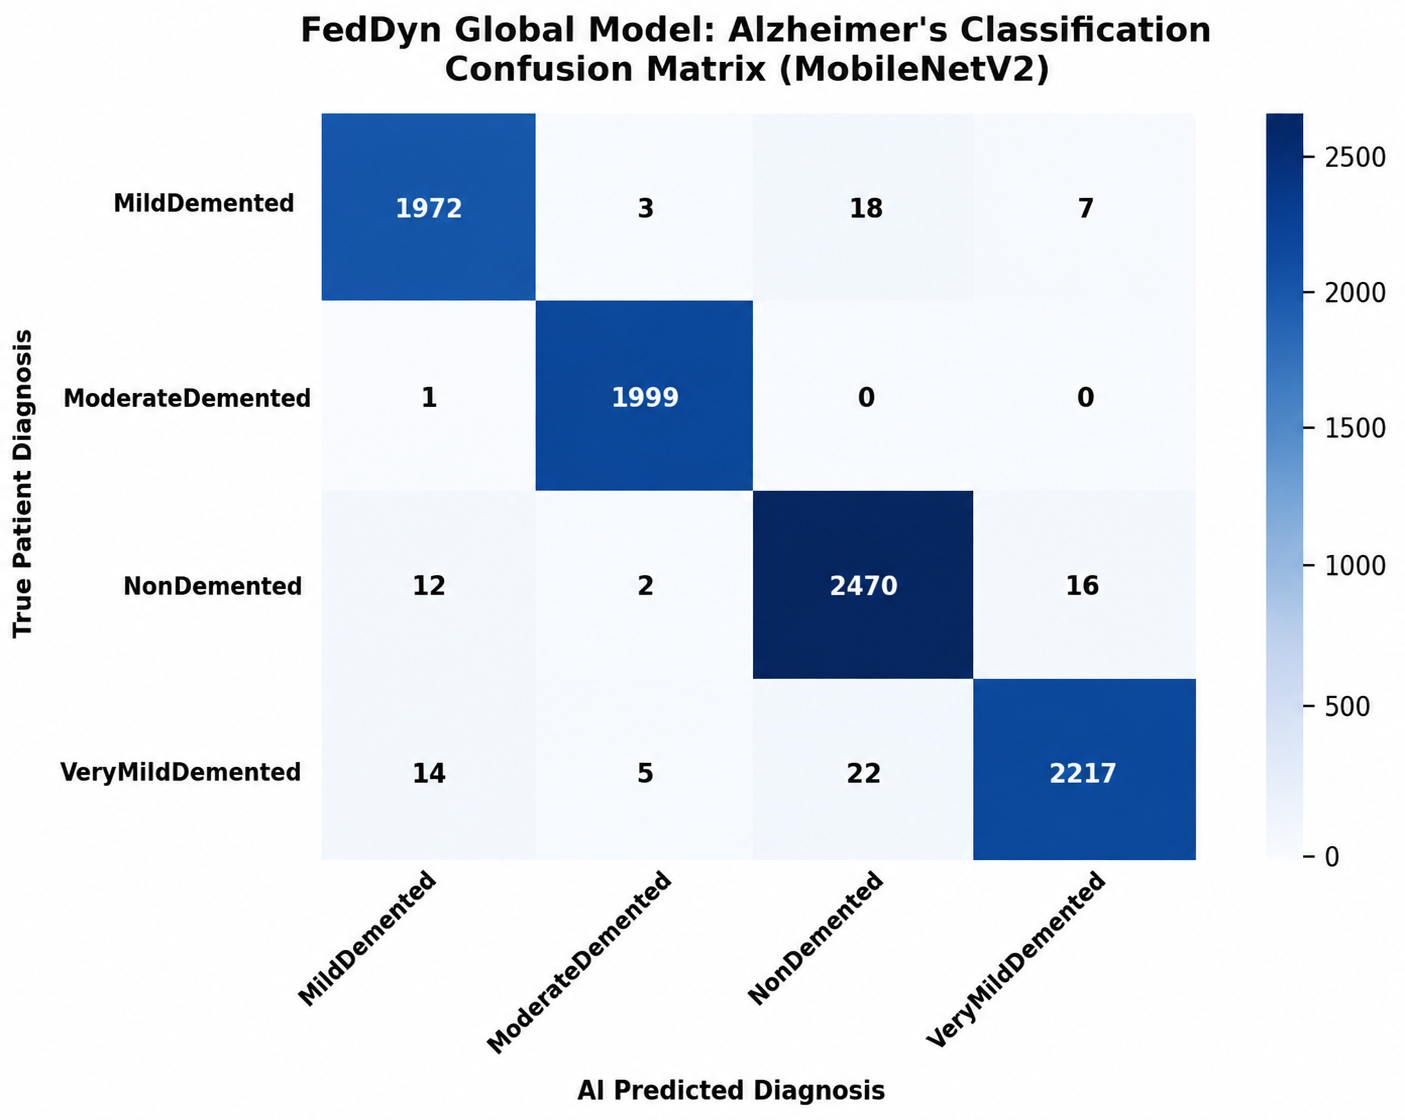 FedDyn Global Model: Alzheimer's Classification
Confusion Matrix (MobileNetV2)
True Patient Diagnosis
MildDemented 1972 3 18 7
ModerateDemented 1 1999 0 0
NonDemented 12 2 2470 16
VeryMildDemented 14 5 22 2217
MildDemented ModerateDemented NonDemented VeryMildDemented
AI Predicted Diagnosis
2500
2000
1500
1000
500
0